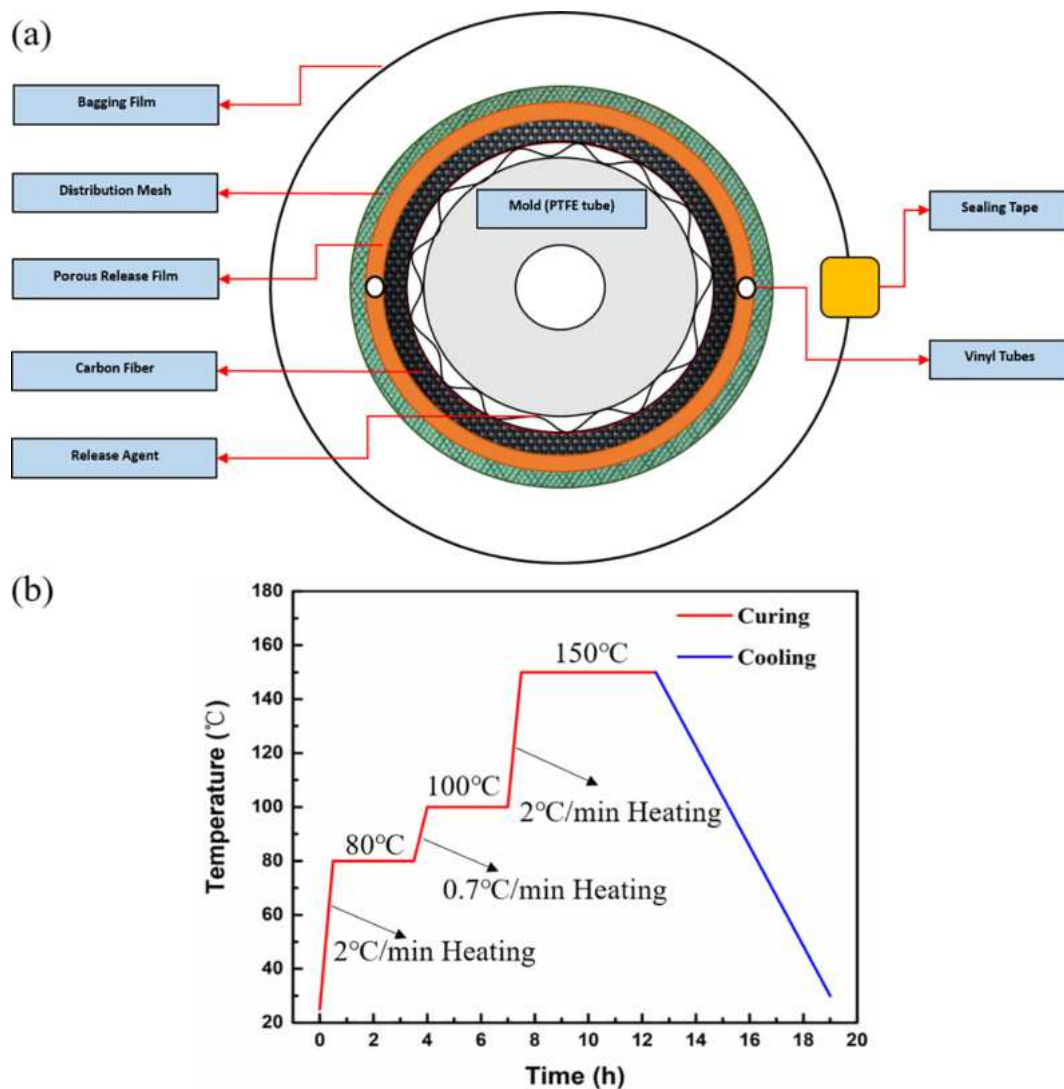 (a)
Bagging Film
Distribution Mesh
Porous Release Film
Carbon Fiber
Release Agent
Mold (PTFE tube)
Sealing Tape
Vinyl Tubes
(b)
Temperature (℃)
180
160
140
120
100
80
60
40
20
Curing
Cooling
150℃
100℃
80℃
2℃/min Heating
0.7℃/min Heating
2℃/min Heating
0 2 4 6 8 10 12 14 16 18 20
Time (h)